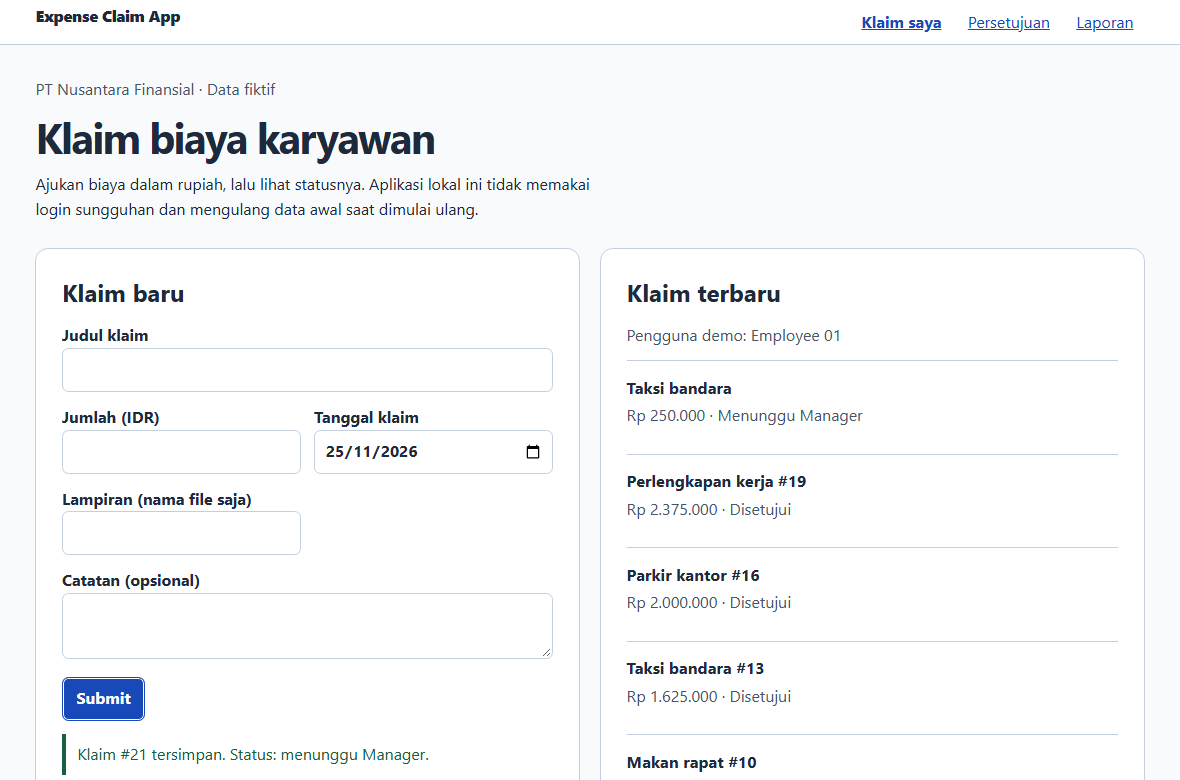 Expense Claim App
Klaim saya
Persetujuan
Laporan
PT Nusantara Finansial · Data fiktif
Klaim biaya karyawan
Ajukan biaya dalam rupiah, lalu lihat statusnya. Aplikasi lokal ini tidak memakai
login sungguhan dan mengulang data awal saat dimulai ulang.
Klaim baru
Judul klaim
Jumlah (IDR)
Tanggal klaim
25/11/2026
Lampiran (nama file saja)
Catatan (opsional)
Submit
Klaim #21 tersimpan. Status: menunggu Manager.
Klaim terbaru
Pengguna demo: Employee 01
Taksi bandara
Rp 250.000 · Menunggu Manager
Perlengkapan kerja #19
Rp 2.375.000 · Disetujui
Parkir kantor #16
Rp 2.000.000 · Disetujui
Taksi bandara #13
Rp 1.625.000 · Disetujui
Makan rapat #10